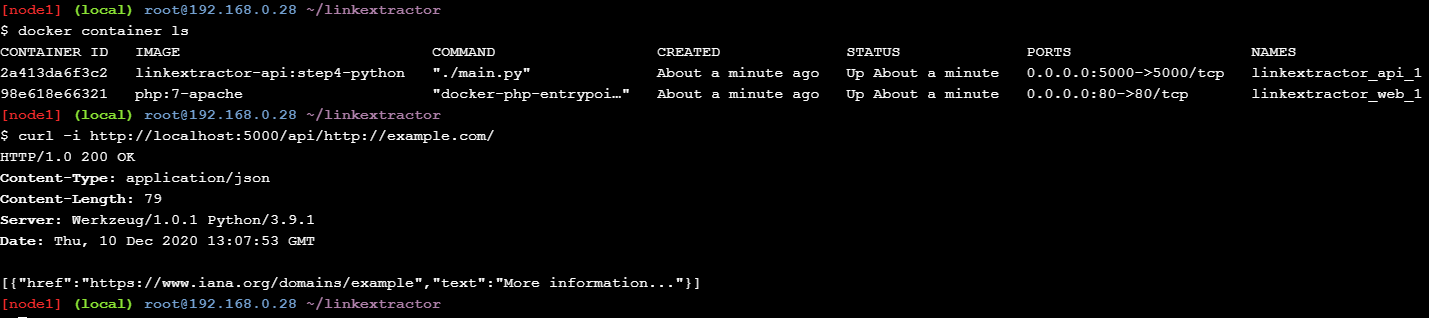 [node1] (local) root@192.168.0.28 ~/linkextractor
$ docker container ls
CONTAINER ID   IMAGE                            COMMAND                  CREATED              STATUS              PORTS                    NAMES
2a413da6f3c2   linkextractor-api:step4-python   "./main.py"              About a minute ago   Up About a minute   0.0.0.0:5000->5000/tcp   linkextractor_api_1
98e618e66321   php:7-apache                     "docker-php-entrypoi…"   About a minute ago   Up About a minute   0.0.0.0:80->80/tcp       linkextractor_web_1
[node1] (local) root@192.168.0.28 ~/linkextractor
$ curl -i http://localhost:5000/api/http://example.com/
HTTP/1.0 200 OK
Content-Type: application/json
Content-Length: 79
Server: Werkzeug/1.0.1 Python/3.9.1
Date: Thu, 10 Dec 2020 13:07:53 GMT

[{"href":"https://www.iana.org/domains/example","text":"More information..."}]
[node1] (local) root@192.168.0.28 ~/linkextractor